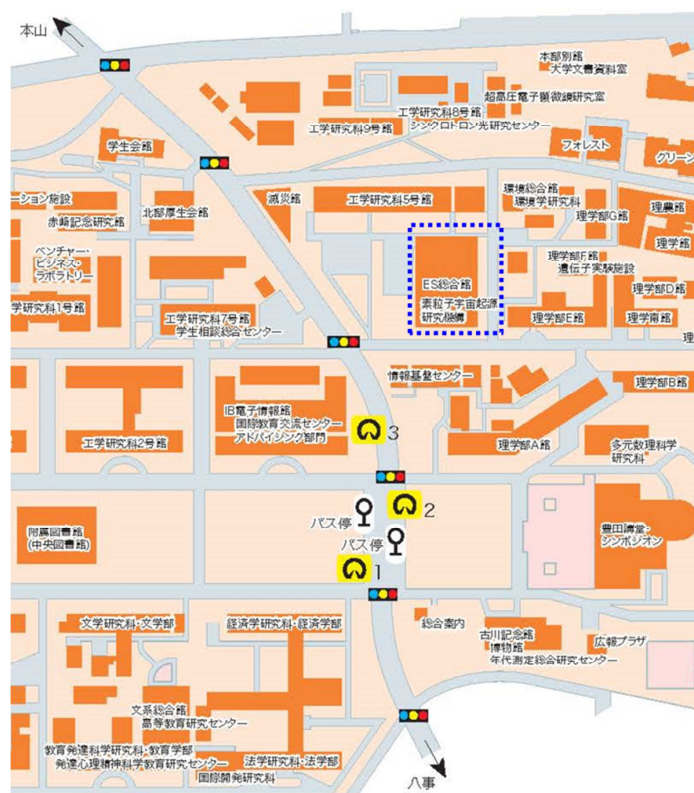 本山
本部別館
大学文書資料室
超高圧電子顕微鏡研究室
工学研究科8号館
シンクロトロン光研究センター
工学研究科9号館
学生会館
フォレスト
グリーン
ーション施設
赤﨑記念研究館
北部厚生会館
減災館
工学研究科5号館
環境総合館
環境学研究科
理学部G館
理農館
理学館
ベンチャー・
ビジネス・
ラボラトリー
ES総合館
素粒子宇宙起源
研究機構
理学部F館
遺伝子実験施設
理学部D館
学研究科1号館
工学研究科7号館
学生相談総合センター
理学部E館
理学南館
理
情報基盤センター
理学部B館
IB電子情報館
国際教育交流センター
アドバイジング部門
3
工学研究科2号館
理学部A館
多元数理科学
研究科
2
附属図書館
(中央図書館)
バス停
バス停
豊田講堂・
シンポジオン
1
文学研究科・文学部
経済学研究科・経済学部
総合案内
古川記念館
博物館
年代測定総合研究センター
広報プラザ
文系総合館
高等教育研究センター
教育発達科学研究科・教育学部
発達心理精神科学教育研究センター
法学研究科・法学部
国際開発研究科
八事